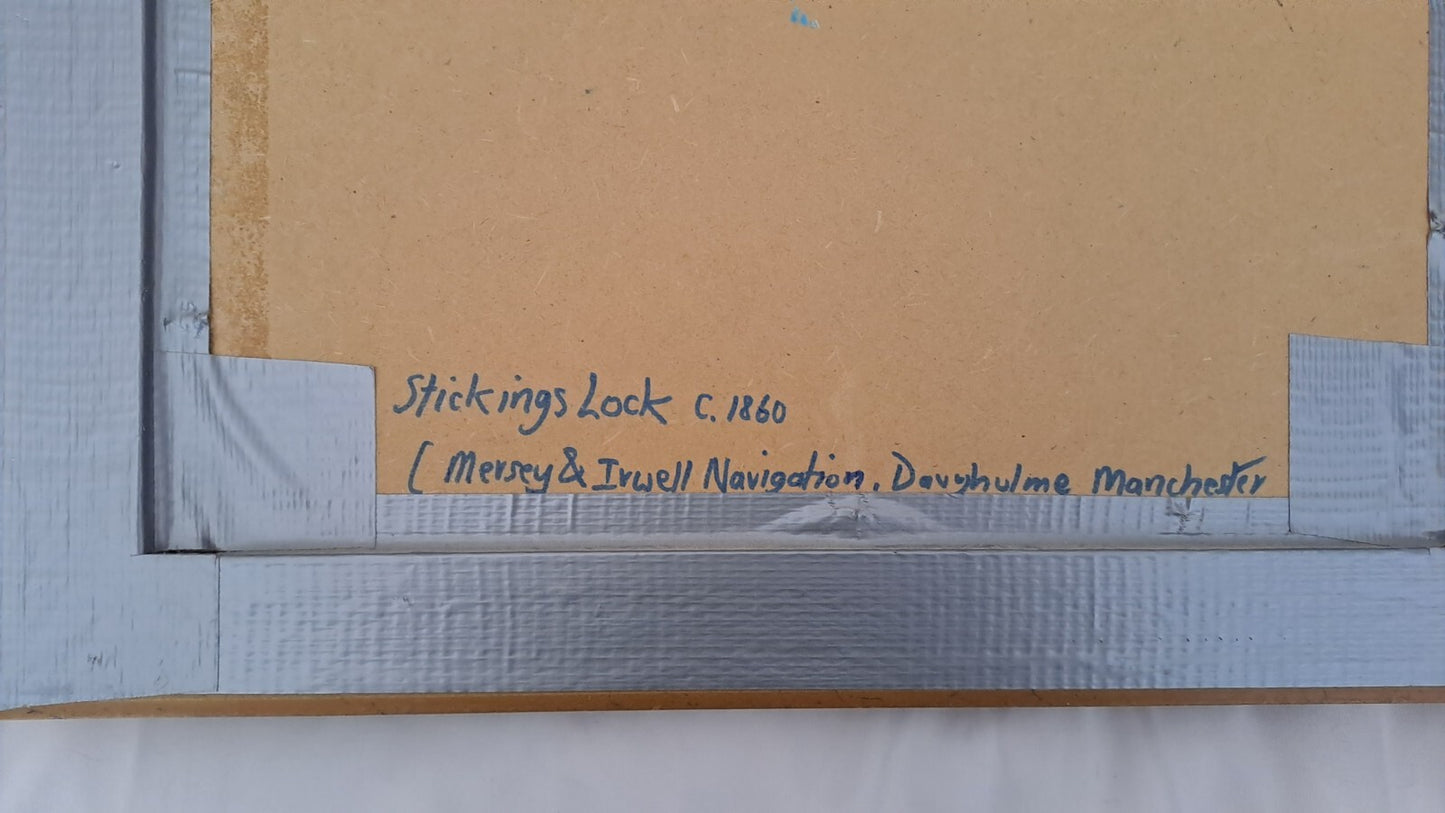 Stickings Lock c. 1860
( Mersey & Irwell Navigation. Davyhulme Manchester